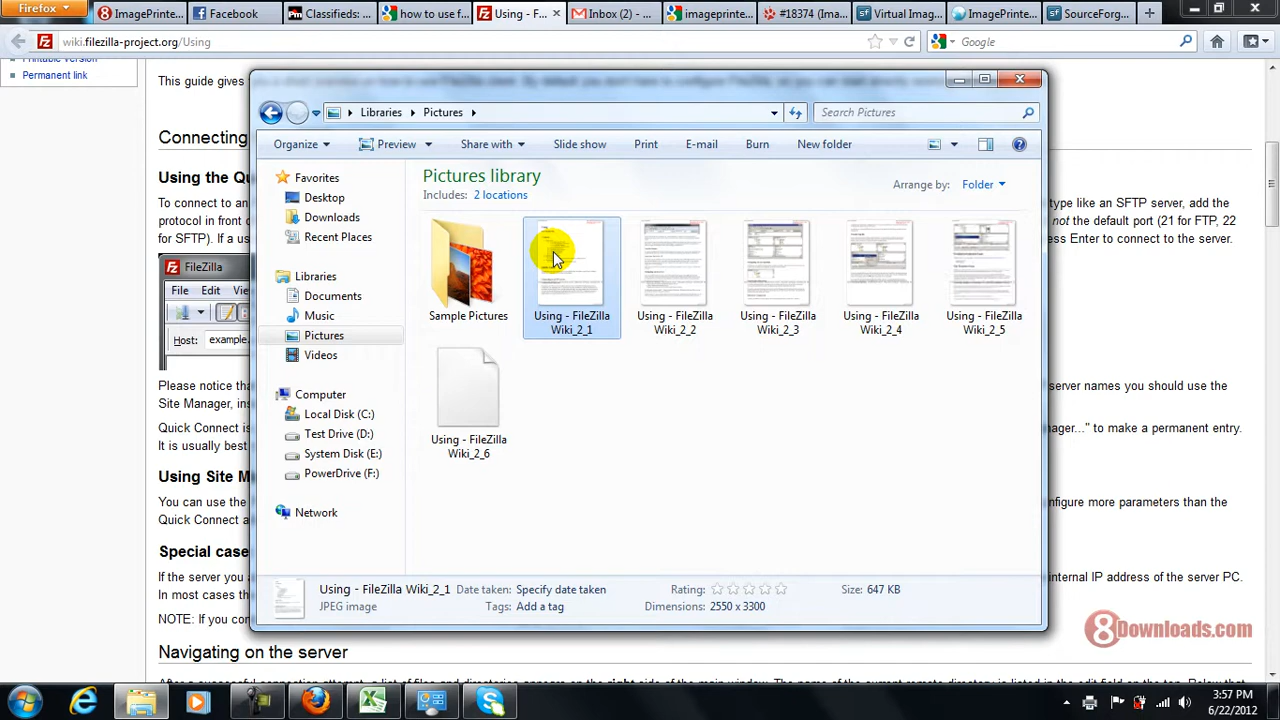 Firefox
ImagePrinte...
Facebook
Classifieds: ...
how to use f...
Using - F...
Inbox (2) - ...
imageprinte...
#18374 (Ima...
Virtual Imag...
ImagePrinte...
SourceForg...
wiki.filezilla-project.org/Using
Google
Permanent link
This guide gives
Connecting
Using the Qu
To connect to an
type like an SFTP server, add the
protocol in front o
not the default port (21 for FTP, 22
for SFTP). If a us
ess Enter to connect to the server.
FileZilla
File Edit Vie
Host: example.
Please notice tha
server names you should use the
Site Manager, ins
Quick Connect is
nager..." to make a permanent entry.
It is usually best
Using Site M
You can use the
nfigure more parameters than the
Quick Connect a
Special case
If the server you a
internal IP address of the server PC.
In most cases th
NOTE: If you con
Navigating on the server
Libraries
Pictures
Search Pictures
Organize
Preview
Share with
Slide show
Print
E-mail
Burn
New folder
Favorites
Desktop
Downloads
Recent Places
Libraries
Documents
Music
Pictures
Videos
Computer
Local Disk (C:)
Test Drive (D:)
System Disk (E:)
PowerDrive (F:)
Network
Pictures library
Includes: 2 locations
Arrange by: Folder
Sample Pictures
Using - FileZilla
Wiki_2_1
Using - FileZilla
Wiki_2_2
Using - FileZilla
Wiki_2_3
Using - FileZilla
Wiki_2_4
Using - FileZilla
Wiki_2_5
Using - FileZilla
Wiki_2_6
Using - FileZilla Wiki_2_1
JPEG image
Date taken: Specify date taken
Tags: Add a tag
Rating:
Dimensions: 2550 x 3300
Size: 647 KB
8Downloads.com
3:57 PM
6/22/2012